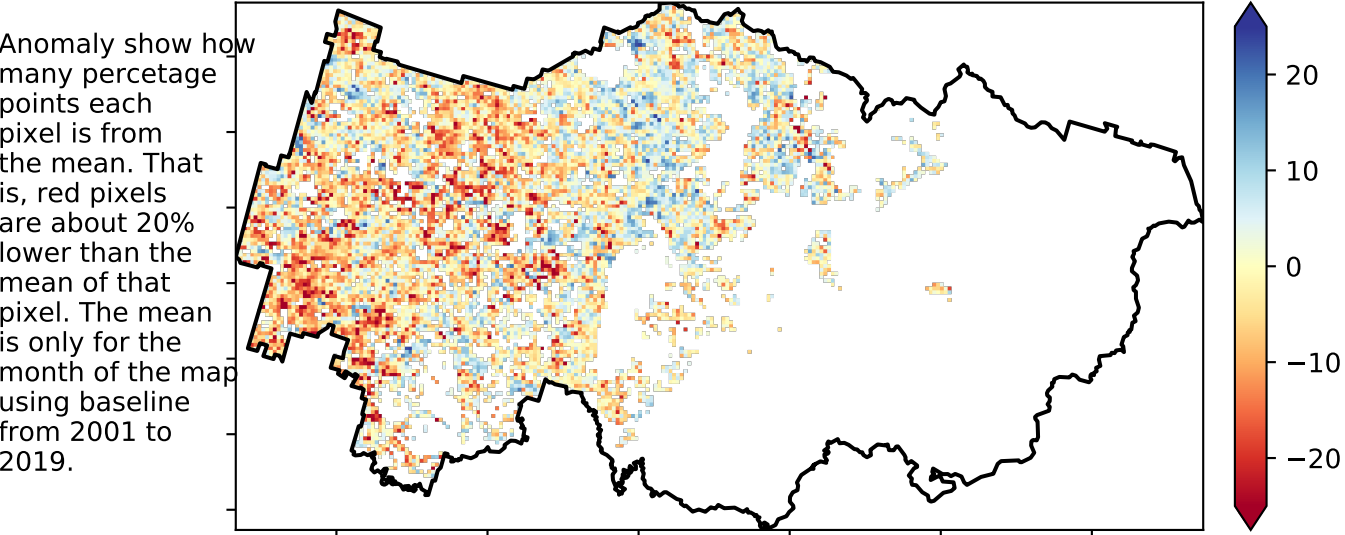 Anomaly show how
many percetage
points each
pixel is from
the mean. That
is, red pixels
are about 20%
lower than the
mean of that
pixel. The mean
is only for the
month of the map
using baseline
from 2001 to
2019.
20
10
0
−10
−20